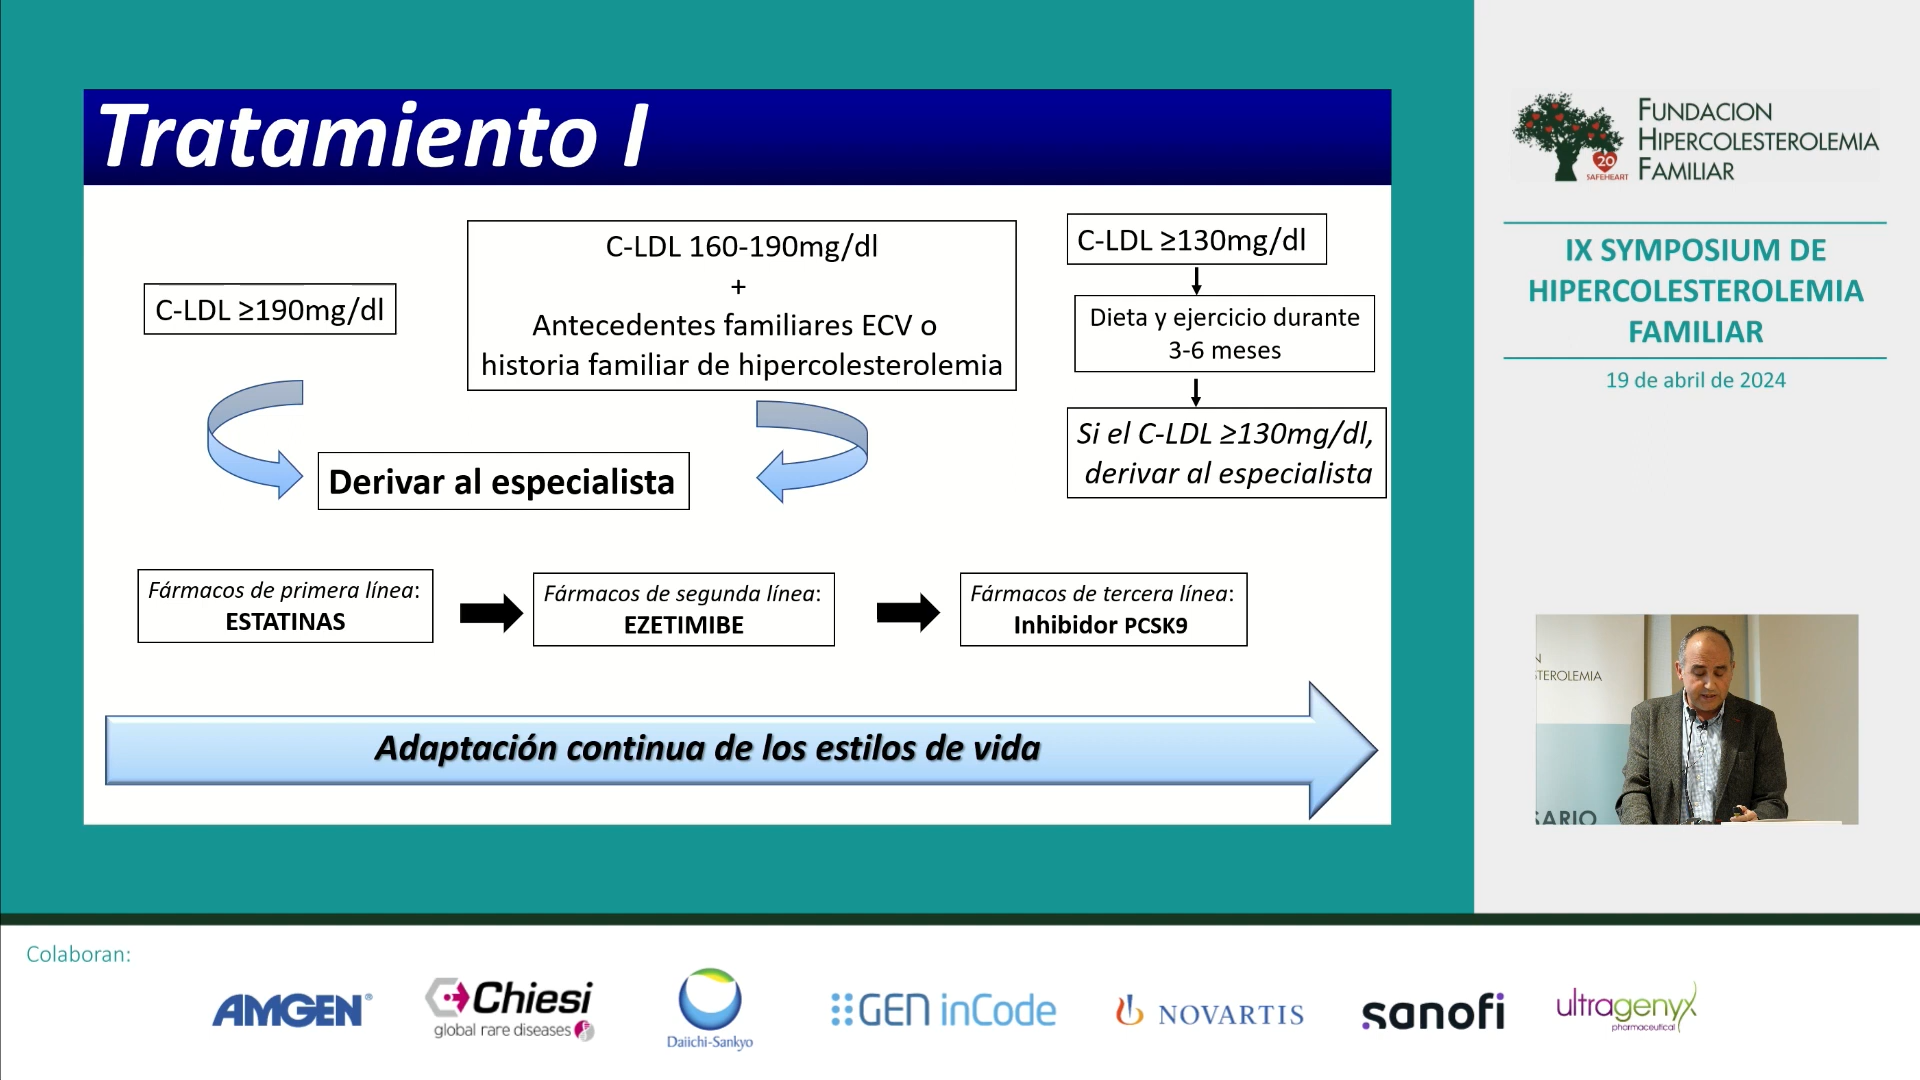 Tratamiento I
C-LDL ≥190mg/dl
C-LDL 160-190mg/dl
+
Antecedentes familiares ECV o
historia familiar de hipercolesterolemia
C-LDL ≥130mg/dl
Dieta y ejercicio durante
3-6 meses
Si el C-LDL ≥130mg/dl,
derivar al especialista
Derivar al especialista
Fármacos de primera línea:
ESTATINAS
Fármacos de segunda línea:
EZETIMIBE
Fármacos de tercera línea:
Inhibidor PCSK9
Adaptación continua de los estilos de vida
FUNDACION
HIPERCOLESTEROLEMIA
FAMILIAR
20
SAFEHEART
IX SYMPOSIUM DE
HIPERCOLESTEROLEMIA
FAMILIAR
19 de abril de 2024
N
STEROLEMIA
SARIO
Colaboran:
AMGEN®
Chiesi
global rare diseases
Daiichi-Sankyo
GEN inCode
NOVARTIS
sanofi
ultragenyx
pharmaceutical